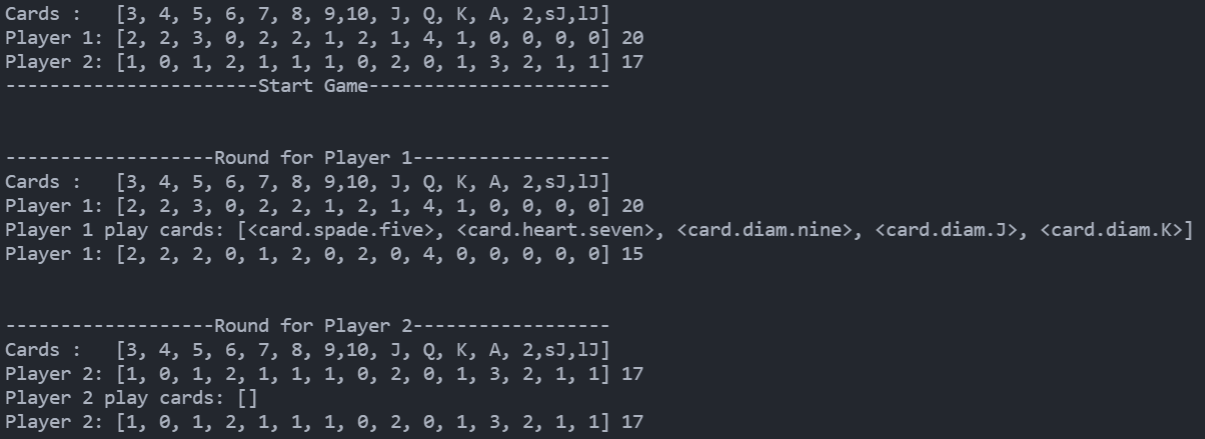 Cards :   [3, 4, 5, 6, 7, 8, 9,10, J, Q, K, A, 2,sJ,lJ]
Player 1: [2, 2, 3, 0, 2, 2, 1, 2, 1, 4, 1, 0, 0, 0, 0] 20
Player 2: [1, 0, 1, 2, 1, 1, 1, 0, 2, 0, 1, 3, 2, 1, 1] 17
-----------------------Start Game----------------------
-------------------Round for Player 1------------------
Cards :   [3, 4, 5, 6, 7, 8, 9,10, J, Q, K, A, 2,sJ,lJ]
Player 1: [2, 2, 3, 0, 2, 2, 1, 2, 1, 4, 1, 0, 0, 0, 0] 20
Player 1 play cards: [<card.spade.five>, <card.heart.seven>, <card.diam.nine>, <card.diam.J>, <card.diam.K>]
Player 1: [2, 2, 2, 0, 1, 2, 0, 2, 0, 4, 0, 0, 0, 0, 0] 15
-------------------Round for Player 2------------------
Cards :   [3, 4, 5, 6, 7, 8, 9,10, J, Q, K, A, 2,sJ,lJ]
Player 2: [1, 0, 1, 2, 1, 1, 1, 0, 2, 0, 1, 3, 2, 1, 1] 17
Player 2 play cards: []
Player 2: [1, 0, 1, 2, 1, 1, 1, 0, 2, 0, 1, 3, 2, 1, 1] 17